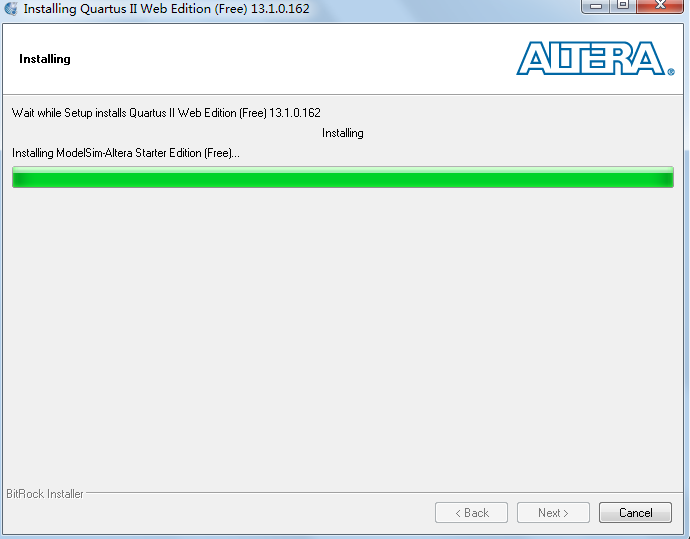 Installing Quartus II Web Edition (Free) 13.1.0.162
Installing
ALTERA®
Wait while Setup installs Quartus II Web Edition (Free) 13.1.0.162
Installing
Installing ModelSim-Altera Starter Edition (Free)...
BitRock Installer
< Back
Next >
Cancel